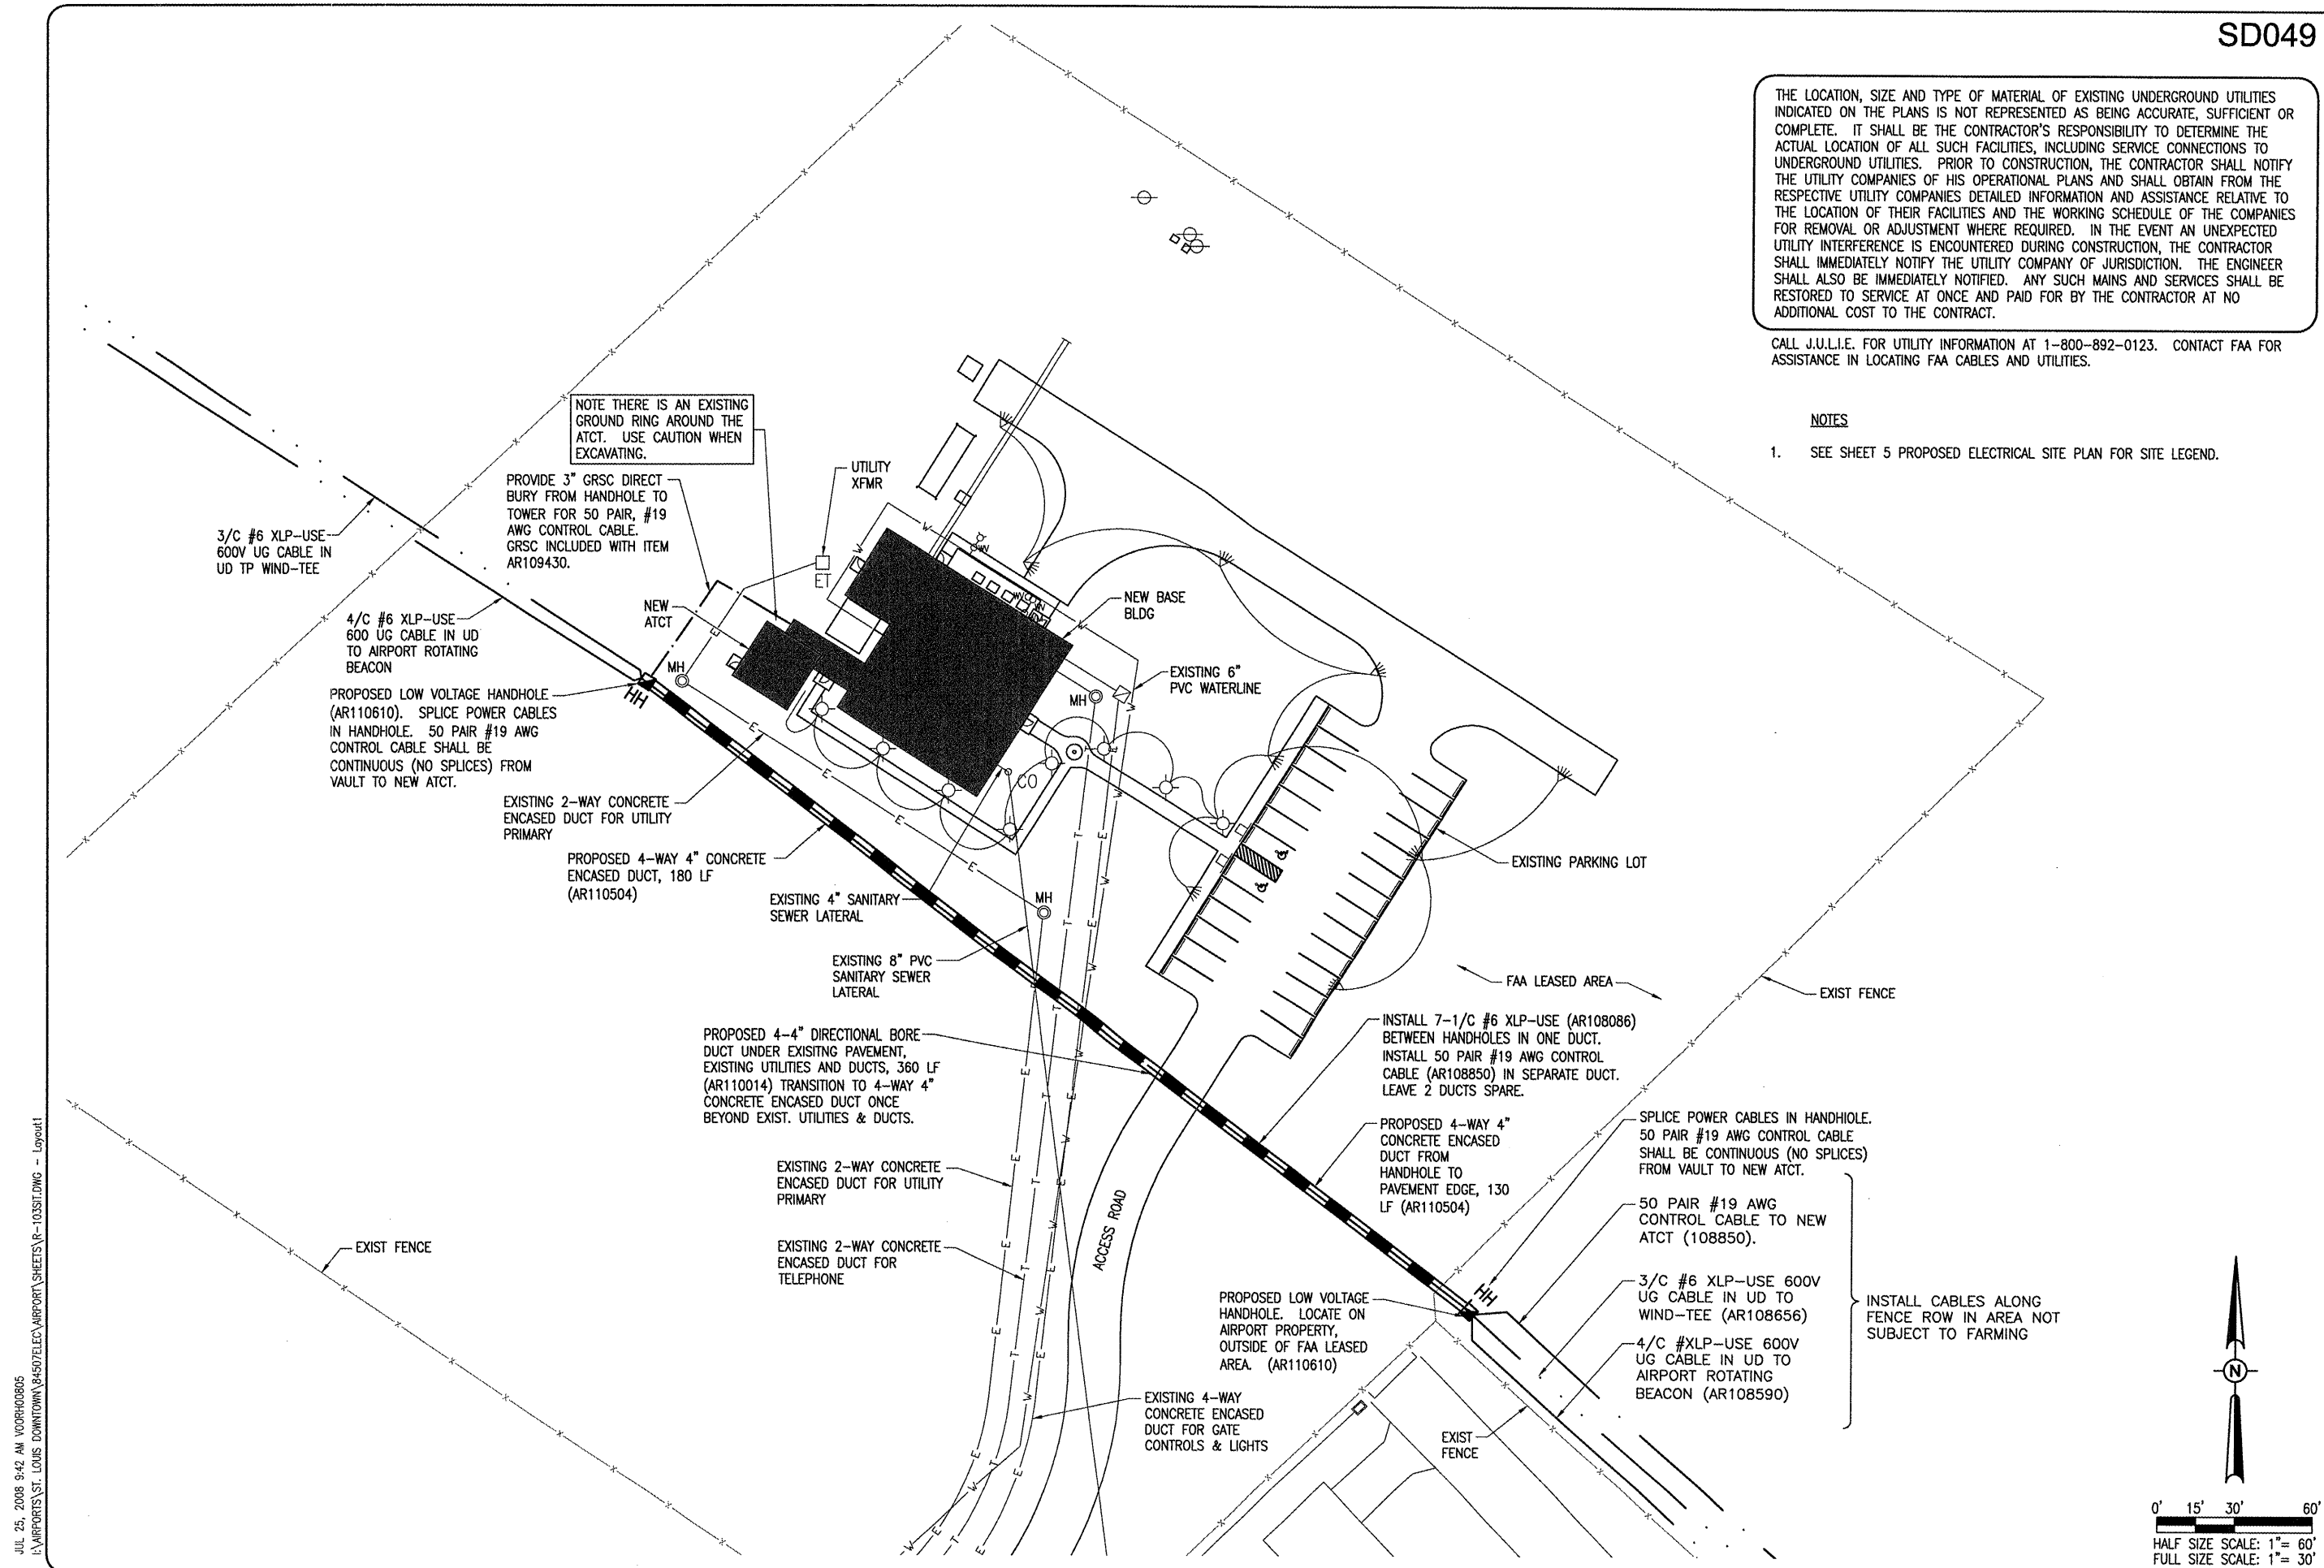 SD049
THE LOCATION, SIZE AND TYPE OF MATERIAL OF EXISTING UNDERGROUND UTILITIES
INDICATED ON THE PLANS IS NOT REPRESENTED AS BEING ACCURATE, SUFFICIENT OR
COMPLETE. IT SHALL BE THE CONTRACTOR'S RESPONSIBILITY TO DETERMINE THE
ACTUAL LOCATION OF ALL SUCH FACILITIES, INCLUDING SERVICE CONNECTIONS TO
UNDERGROUND UTILITIES. PRIOR TO CONSTRUCTION, THE CONTRACTOR SHALL NOTIFY
THE UTILITY COMPANIES OF HIS OPERATIONAL PLANS AND SHALL OBTAIN FROM THE
RESPECTIVE UTILITY COMPANIES DETAILED INFORMATION AND ASSISTANCE RELATIVE TO
THE LOCATION OF THEIR FACILITIES AND THE WORKING SCHEDULE OF THE COMPANIES
FOR REMOVAL OR ADJUSTMENT WHERE REQUIRED. IN THE EVENT AN UNEXPECTED
UTILITY INTERFERENCE IS ENCOUNTERED DURING CONSTRUCTION, THE CONTRACTOR
SHALL IMMEDIATELY NOTIFY THE UTILITY COMPANY OF JURISDICTION. THE ENGINEER
SHALL ALSO BE IMMEDIATELY NOTIFIED. ANY SUCH MAINS AND SERVICES SHALL BE
RESTORED TO SERVICE AT ONCE AND PAID FOR BY THE CONTRACTOR AT NO
ADDITIONAL COST TO THE CONTRACT.
CALL J.U.L.I.E. FOR UTILITY INFORMATION AT 1-800-892-0123. CONTACT FAA FOR
ASSISTANCE IN LOCATING FAA CABLES AND UTILITIES.
NOTES
1. SEE SHEET 5 PROPOSED ELECTRICAL SITE PLAN FOR SITE LEGEND.
NOTE THERE IS AN EXISTING
GROUND RING AROUND THE
ATCT. USE CAUTION WHEN
EXCAVATING.
PROVIDE 3" GRSC DIRECT
BURY FROM HANDHOLE TO
TOWER FOR 50 PAIR, #19
AWG CONTROL CABLE.
GRSC INCLUDED WITH ITEM
AR109430.
UTILITY
XFMR
ET
3/C #6 XLP-USE
600V UG CABLE IN
UD TP WIND-TEE
NEW
ATCT
NEW BASE
BLDG
4/C #6 XLP-USE
600 UG CABLE IN UD
TO AIRPORT ROTATING
BEACON
MH
HH
EXISTING 6"
PVC WATERLINE
MH
PROPOSED LOW VOLTAGE HANDHOLE
(AR110610). SPLICE POWER CABLES
IN HANDHOLE. 50 PAIR #19 AWG
CONTROL CABLE SHALL BE
CONTINUOUS (NO SPLICES) FROM
VAULT TO NEW ATCT.
CO
EXISTING 2-WAY CONCRETE
ENCASED DUCT FOR UTILITY
PRIMARY
PROPOSED 4-WAY 4" CONCRETE
ENCASED DUCT, 180 LF
(AR110504)
EXISTING PARKING LOT
EXISTING 4" SANITARY
SEWER LATERAL
MH
EXISTING 8" PVC
SANITARY SEWER
LATERAL
FAA LEASED AREA
EXIST FENCE
PROPOSED 4-4" DIRECTIONAL BORE
DUCT UNDER EXISITNG PAVEMENT,
EXISTING UTILITIES AND DUCTS, 360 LF
(AR110014) TRANSITION TO 4-WAY 4"
CONCRETE ENCASED DUCT ONCE
BEYOND EXIST. UTILITIES & DUCTS.
INSTALL 7-1/C #6 XLP-USE (AR108086)
BETWEEN HANDHOLES IN ONE DUCT.
INSTALL 50 PAIR #19 AWG CONTROL
CABLE (AR108850) IN SEPARATE DUCT.
LEAVE 2 DUCTS SPARE.
PROPOSED 4-WAY 4"
CONCRETE ENCASED
DUCT FROM
HANDHOLE TO
PAVEMENT EDGE, 130
LF (AR110504)
SPLICE POWER CABLES IN HANDHOLE.
50 PAIR #19 AWG CONTROL CABLE
SHALL BE CONTINUOUS (NO SPLICES)
FROM VAULT TO NEW ATCT.
EXISTING 2-WAY CONCRETE
ENCASED DUCT FOR UTILITY
PRIMARY
ACCESS ROAD
50 PAIR #19 AWG
CONTROL CABLE TO NEW
ATCT (108850).
EXIST FENCE
EXISTING 2-WAY CONCRETE
ENCASED DUCT FOR
TELEPHONE
HH
3/C #6 XLP-USE 600V
UG CABLE IN UD TO
WIND-TEE (AR108656)
INSTALL CABLES ALONG
FENCE ROW IN AREA NOT
SUBJECT TO FARMING
PROPOSED LOW VOLTAGE
HANDHOLE. LOCATE ON
AIRPORT PROPERTY,
OUTSIDE OF FAA LEASED
AREA. (AR110610)
4/C #XLP-USE 600V
UG CABLE IN UD TO
AIRPORT ROTATING
BEACON (AR108590)
EXISTING 4-WAY
CONCRETE ENCASED
DUCT FOR GATE
CONTROLS & LIGHTS
EXIST
FENCE
N
0' 15' 30' 60'
HALF SIZE SCALE: 1"= 60'
FULL SIZE SCALE: 1"= 30'
JUL 25, 2008 9:42 AM VOORH00805
I:\AIRPORTS\ST. LOUIS DOWNTOWN\84507ELEC\AIRPORT\SHEETS\R-103SIT.DWG - Layout1